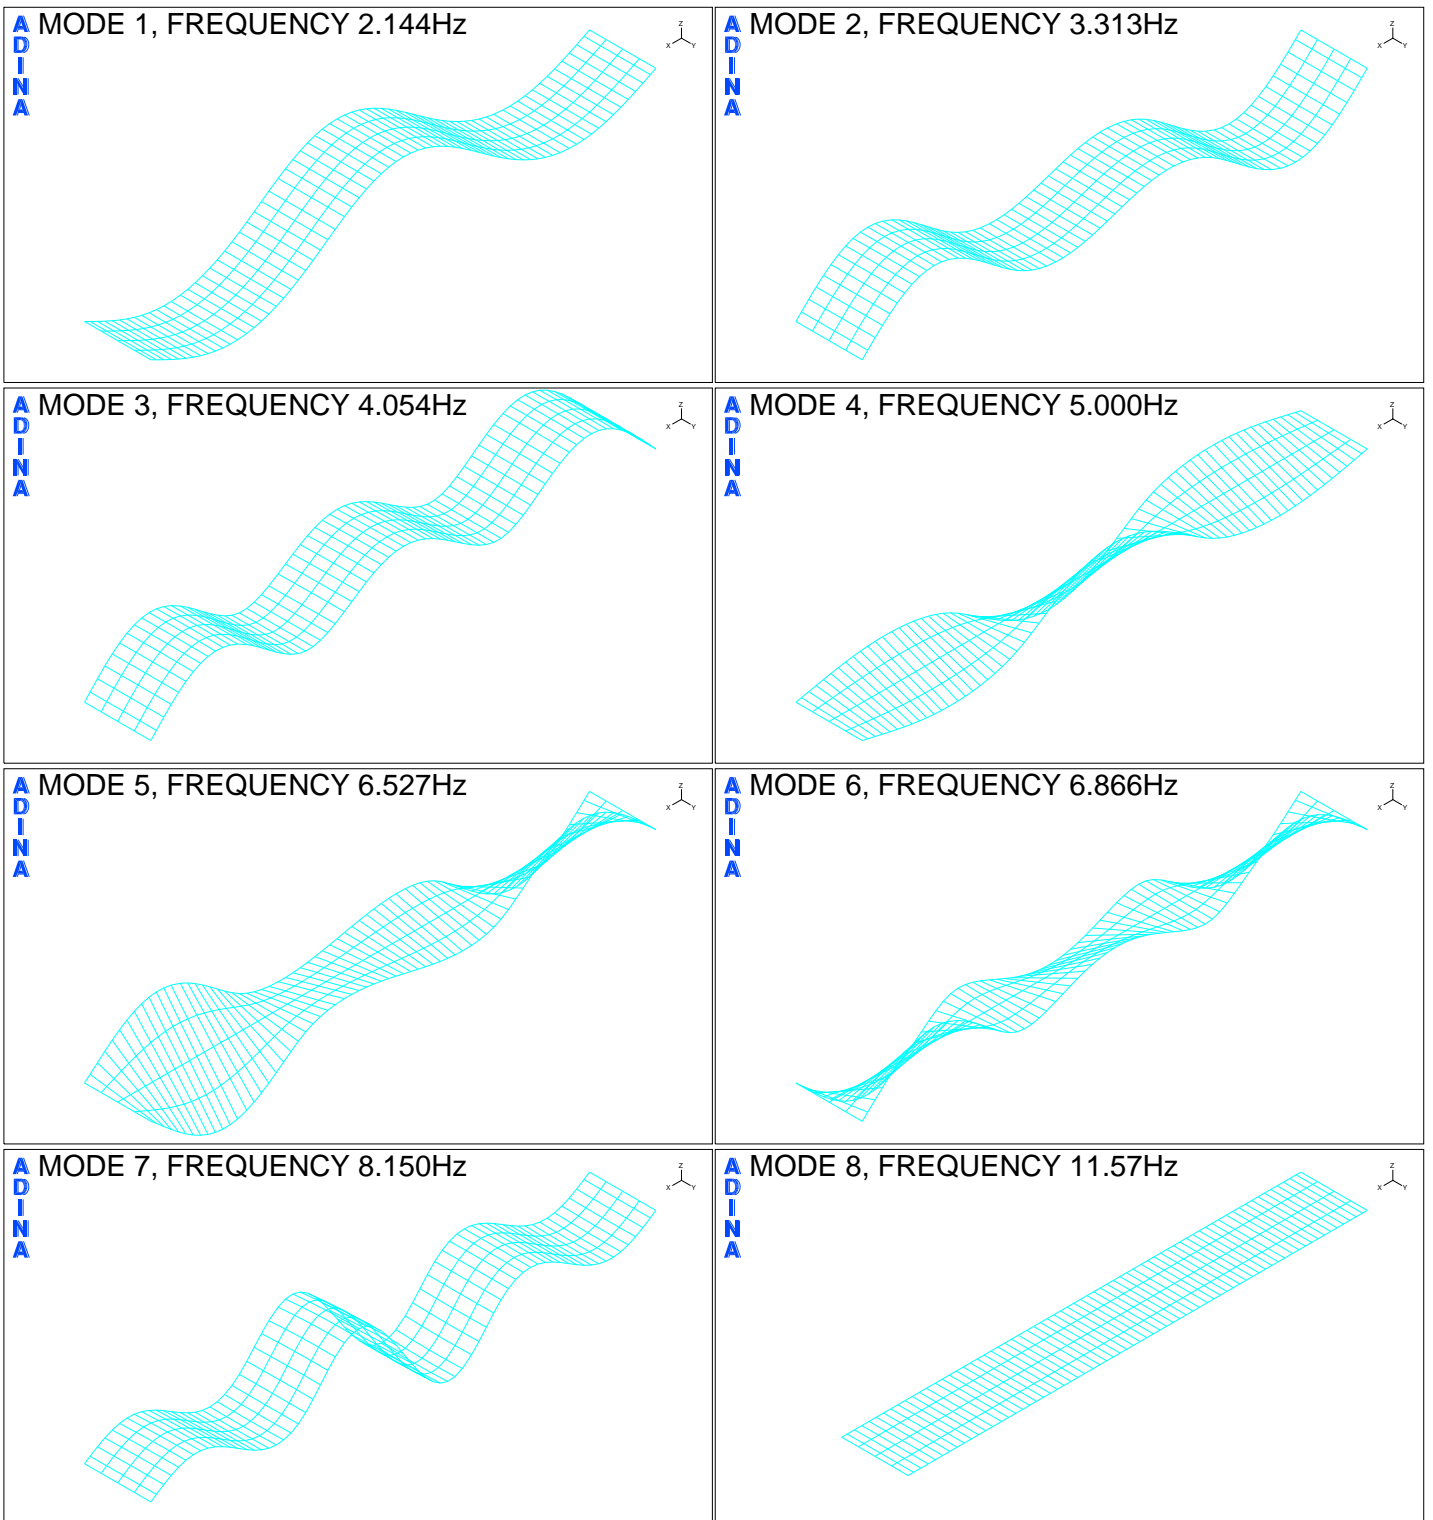 ADINA MODE 1, FREQUENCY 2.144Hz
Z
X Y
ADINA MODE 2, FREQUENCY 3.313Hz
Z
X Y
ADINA MODE 3, FREQUENCY 4.054Hz
Z
X Y
ADINA MODE 4, FREQUENCY 5.000Hz
Z
X Y
ADINA MODE 5, FREQUENCY 6.527Hz
Z
X Y
ADINA MODE 6, FREQUENCY 6.866Hz
Z
X Y
ADINA MODE 7, FREQUENCY 8.150Hz
Z
X Y
ADINA MODE 8, FREQUENCY 11.57Hz
Z
X Y